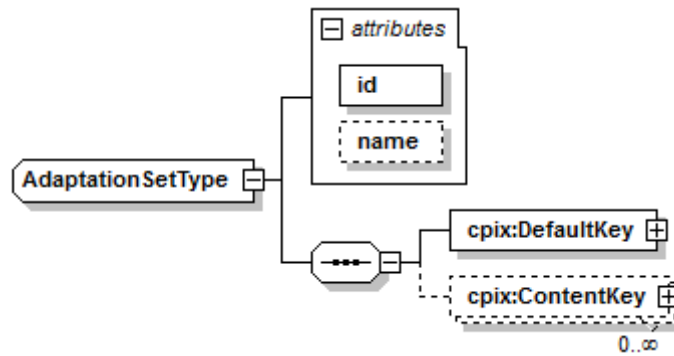 attributes
id
name
AdaptationSetType
cpix:DefaultKey
cpix:ContentKey
0..∞